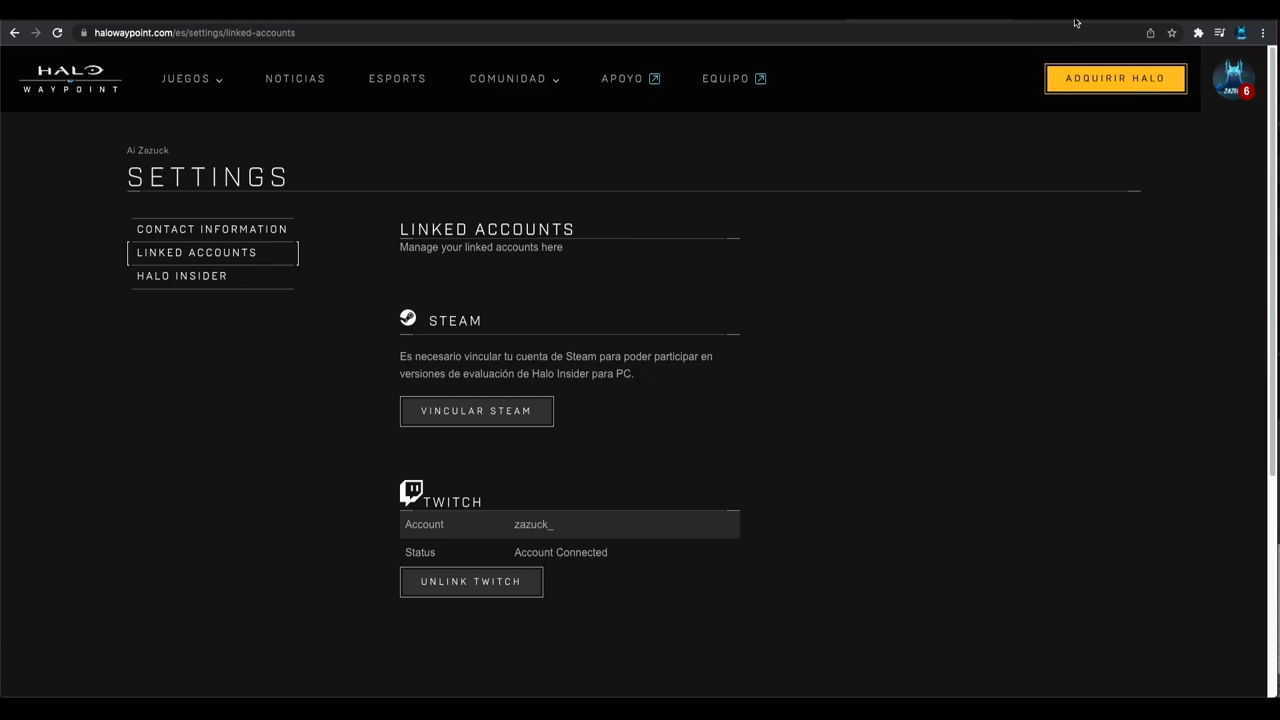 halowaypoint.com/es/settings/linked-accounts
HALO
WAYPOINT
JUEGOS
NOTICIAS
ESPORTS
COMUNIDAD
APOYO
EQUIPO
ADQUIRIR HALO
6
Ai Zazuck
SETTINGS
CONTACT INFORMATION
LINKED ACCOUNTS
HALO INSIDER
LINKED ACCOUNTS
Manage your linked accounts here
STEAM
Es necesario vincular tu cuenta de Steam para poder participar en
versiones de evaluación de Halo Insider para PC.
VINCULAR STEAM
TWITCH
Account zazuck_
Status Account Connected
UNLINK TWITCH